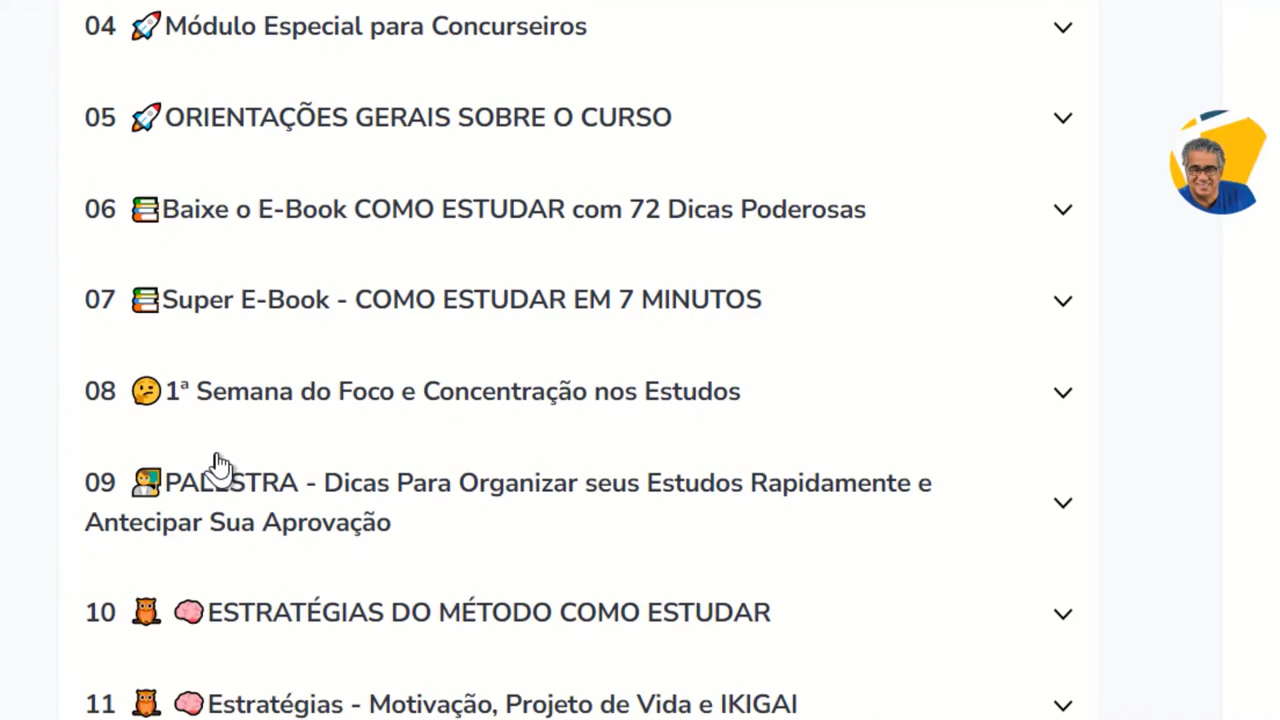 04 🚀Módulo Especial para Concurseiros
05 🚀ORIENTAÇÕES GERAIS SOBRE O CURSO
06 📚Baixe o E-Book COMO ESTUDAR com 72 Dicas Poderosas
07 📚Super E-Book - COMO ESTUDAR EM 7 MINUTOS
08 🤔1ª Semana do Foco e Concentração nos Estudos
09 👨‍🏫PALESTRA - Dicas Para Organizar seus Estudos Rapidamente e
Antecipar Sua Aprovação
10 🦉 🧠ESTRATÉGIAS DO MÉTODO COMO ESTUDAR
11 🦉 🧠Estratégias - Motivação, Projeto de Vida e IKIGAI